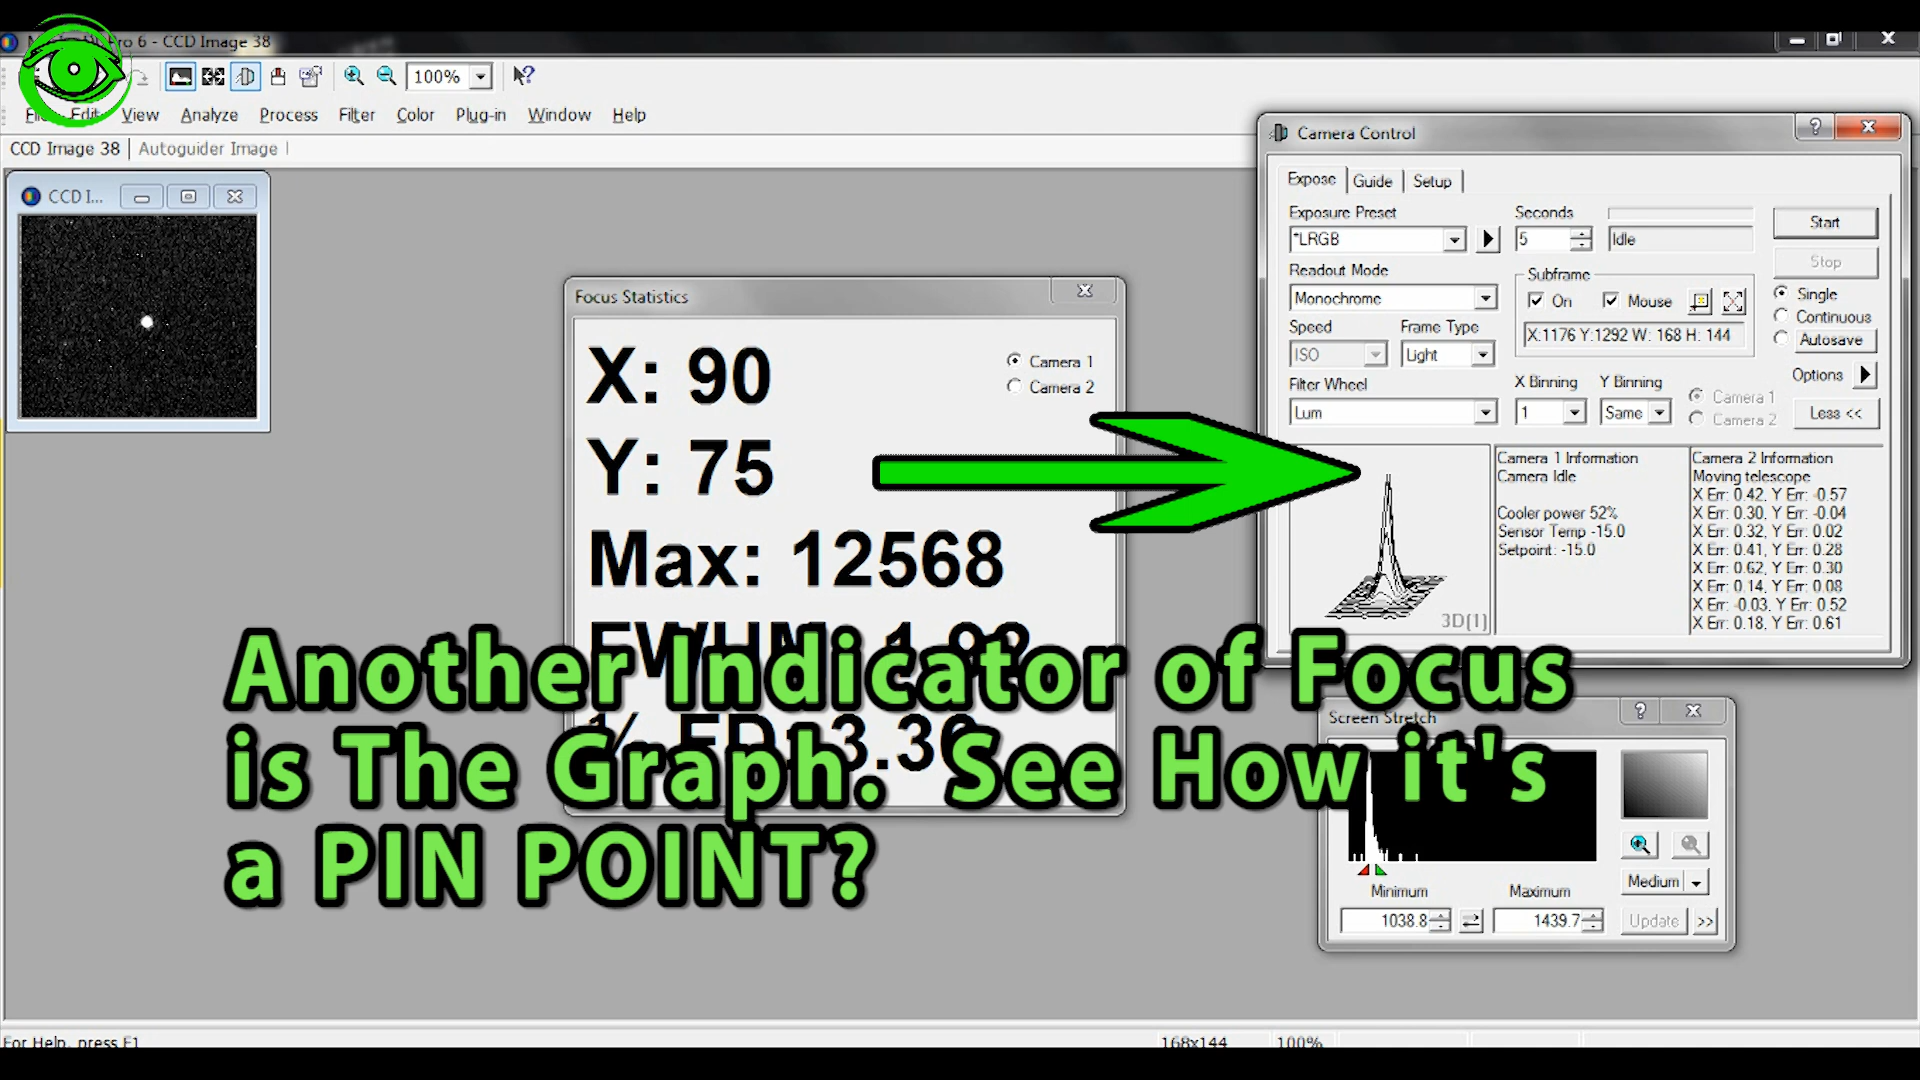 Pro 6 - CCD Image 38
100%
File Edit View Analyze Process Filter Color Plug-in Window Help
CCD Image 38 Autoguider Image
CCD I...
Focus Statistics
X: 90
Y: 75
Max: 12568
FWHM: 1.92
Camera 1
Camera 2
Camera Control
Expose Guide Setup
Exposure Preset
*LRGB
Seconds
5
Idle
Start
Stop
Readout Mode
Monochrome
Subframe
On Mouse
X:1176 Y:1292 W: 168 H: 144
Single
Continuous
Autosave
Speed
ISO
Frame Type
Light
Options
Filter Wheel
Lum
X Binning
1
Y Binning
Same
Camera 1
Camera 2
Less <<
3D(1)
Camera 1 Information
Camera Idle
Cooler power 52%
Sensor Temp -15.0
Setpoint: -15.0
Camera 2 Information
Moving telescope
X Err: 0.42, Y Err: -0.57
X Err: 0.30, Y Err: -0.04
X Err: 0.32, Y Err: 0.02
X Err: 0.41, Y Err: 0.28
X Err: 0.62, Y Err: 0.30
X Err: 0.14, Y Err: 0.08
X Err: -0.03, Y Err: 0.52
X Err: 0.18, Y Err: 0.61
Another Indicator of Focus
is The Graph. See How it's
a PIN POINT?
Screen Stretch
Medium
Minimum
Maximum
1038.8
1439.7
Update >>
For Help, press F1
168x144
100%